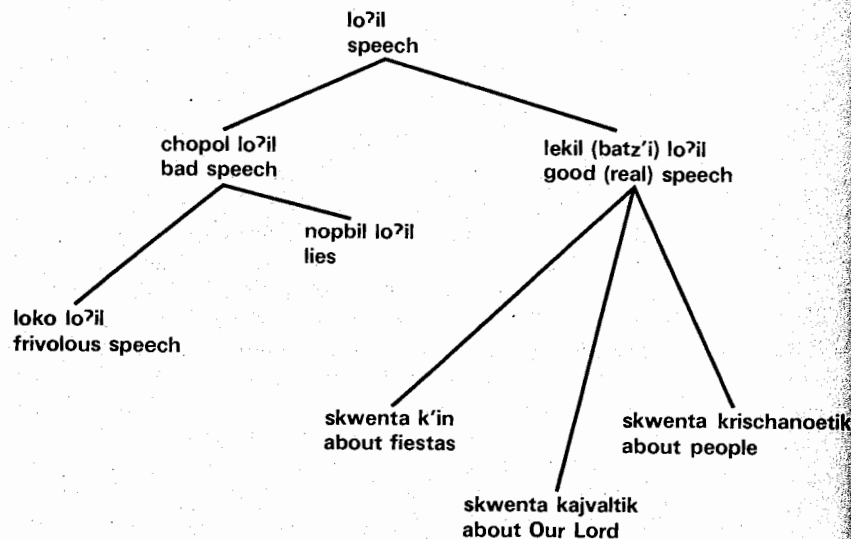 lo?il
speech
chopol lo?il
bad speech
lekil (batz'i) lo?il
good (real) speech
nopbil lo?il
lies
loko lo?il
frivolous speech
skwenta k'in
about fiestas
skwenta krischanoetik
about people
skwenta kajvaltik
about Our Lord